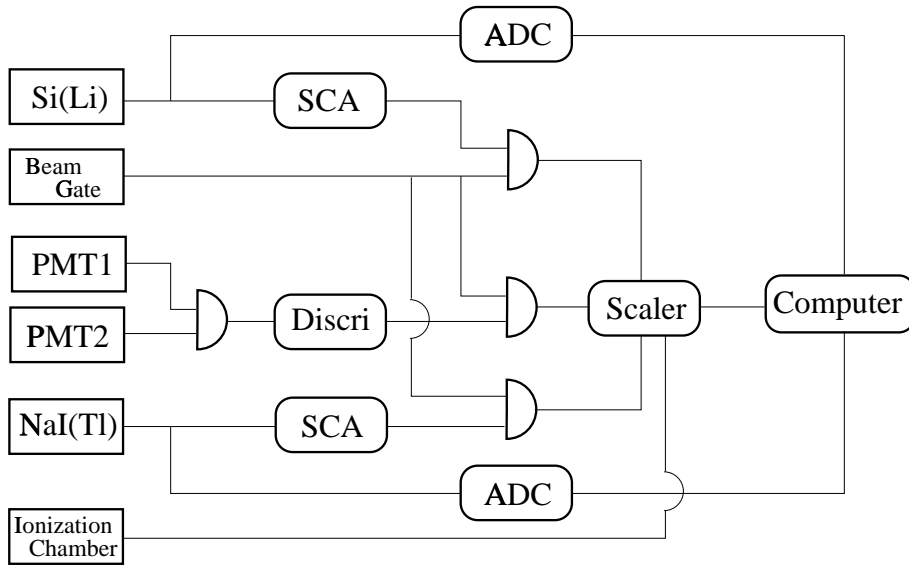 ADC
Si(Li)
SCA
Beam
Gate
PMT1
PMT2
Discri
Scaler
Computer
NaI(Tl)
SCA
ADC
Ionization
Chamber